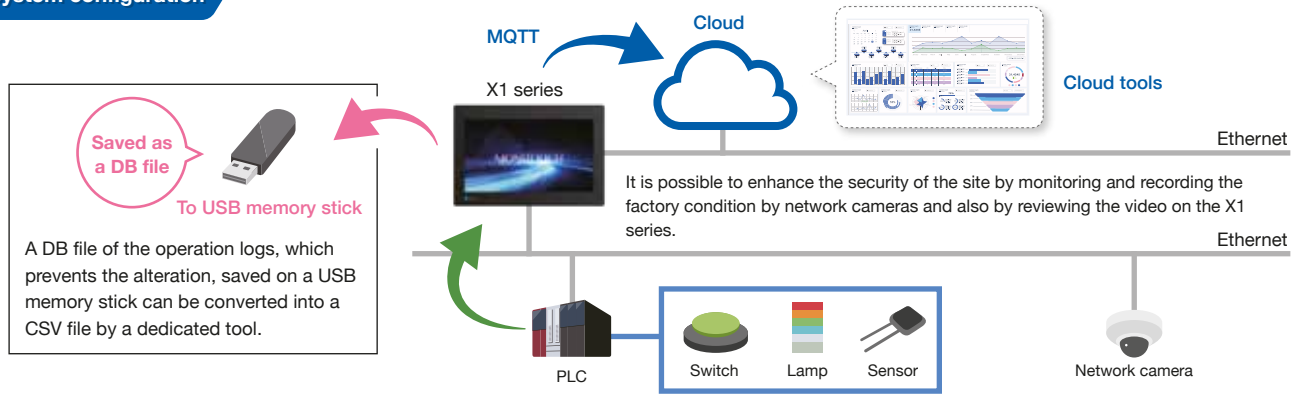 ystem configuration
MQTT
Cloud
Cloud tools
X1 series
MONITOUCH
Ethernet
Saved as
a DB file
To USB memory stick
A DB file of the operation logs, which
prevents the alteration, saved on a USB
memory stick can be converted into a
CSV file by a dedicated tool.
It is possible to enhance the security of the site by monitoring and recording the
factory condition by network cameras and also by reviewing the video on the X1
series.
Ethernet
PLC
Switch
Lamp
Sensor
Network camera